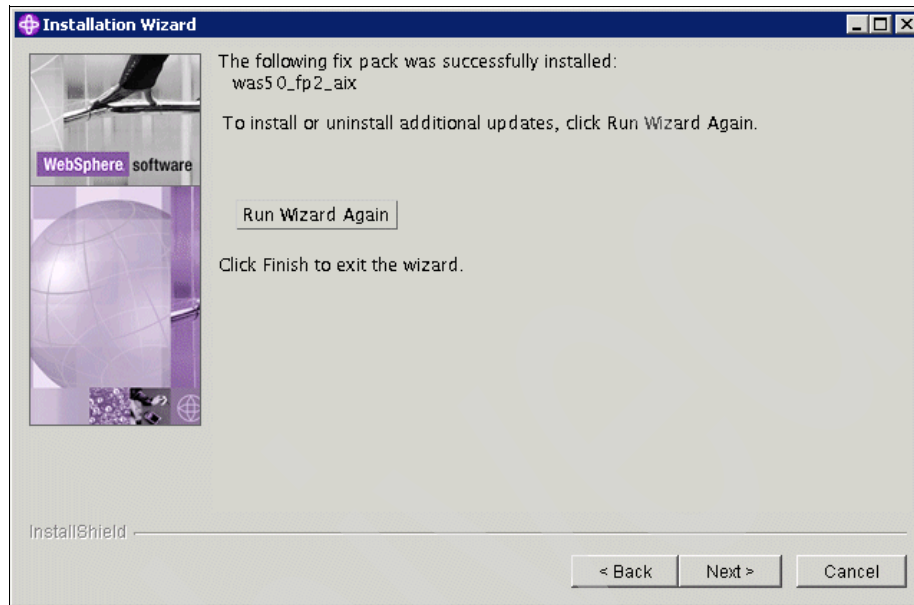 Installation Wizard
The following fix pack was successfully installed:
was50_fp2_aix
To install or uninstall additional updates, click Run Wizard Again.
WebSphere software
Run Wizard Again
Click Finish to exit the wizard.
InstallShield
< Back
Next >
Cancel